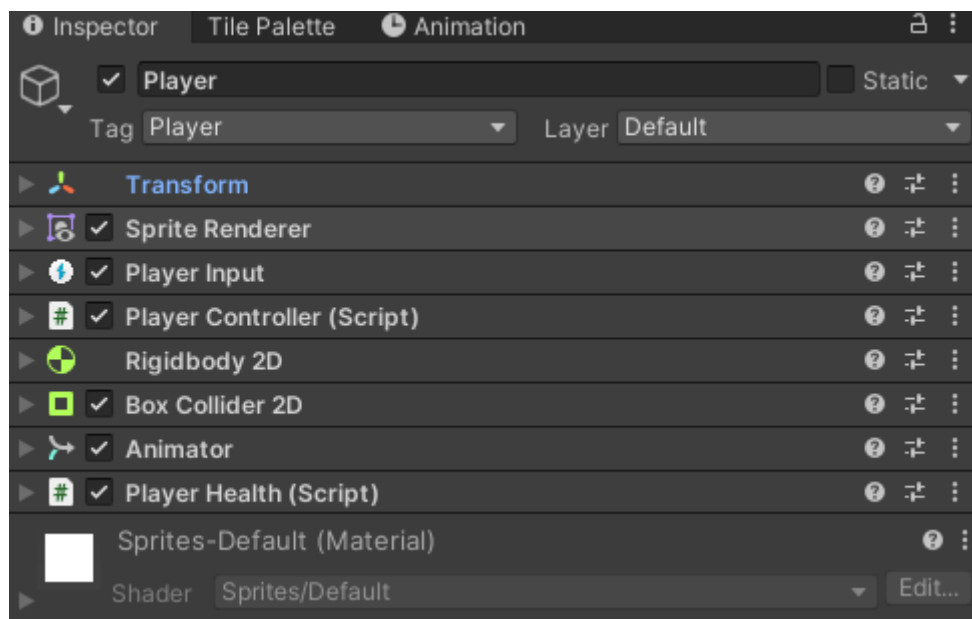 Inspector Tile Palette Animation
Player Static
Tag Player Layer Default
Transform
Sprite Renderer
Player Input
# Player Controller (Script)
Rigidbody 2D
Box Collider 2D
Animator
# Player Health (Script)
Sprites-Default (Material)
Shader Sprites/Default Edit...